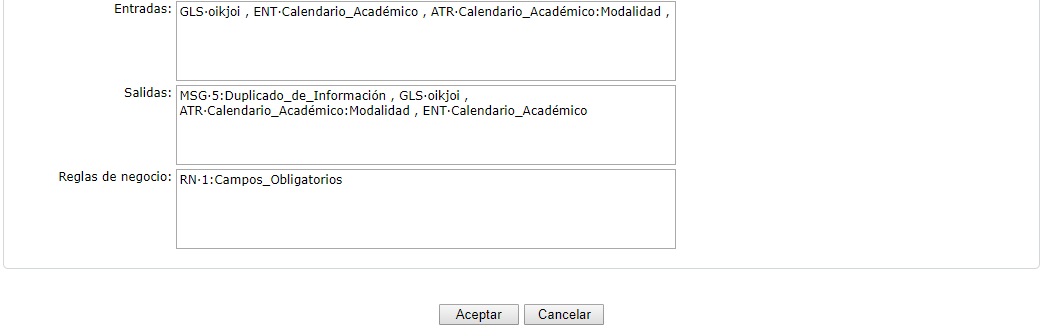 Entradas: GLS·oikjoi , ENT·Calendario_Académico , ATR·Calendario_Académico:Modalidad ,
Salidas: MSG·5:Duplicado_de_Información , GLS·oikjoi ,
ATR·Calendario_Académico:Modalidad , ENT·Calendario_Académico
Reglas de negocio: RN·1:Campos_Obligatorios
Aceptar Cancelar